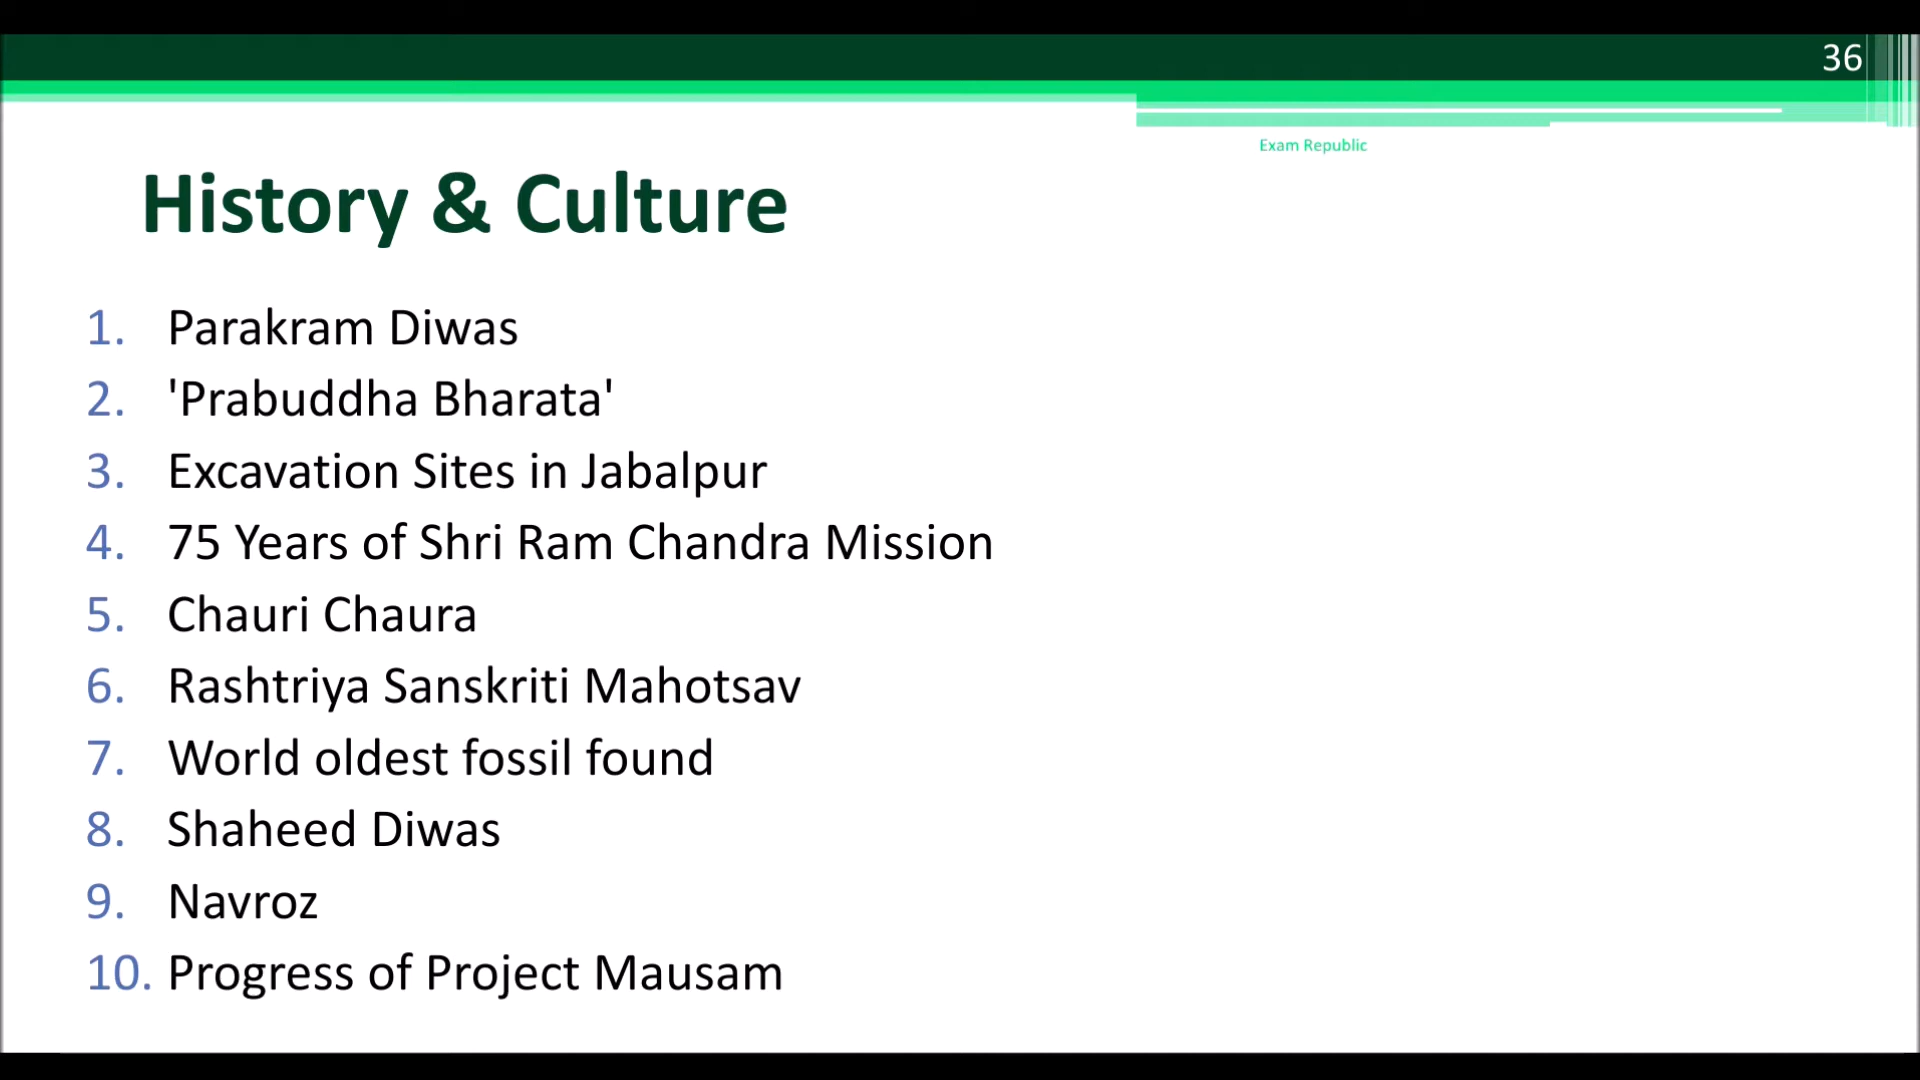 36
Exam Republic
History & Culture
1. Parakram Diwas
2. 'Prabuddha Bharata'
3. Excavation Sites in Jabalpur
4. 75 Years of Shri Ram Chandra Mission
5. Chauri Chaura
6. Rashtriya Sanskriti Mahotsav
7. World oldest fossil found
8. Shaheed Diwas
9. Navroz
10. Progress of Project Mausam